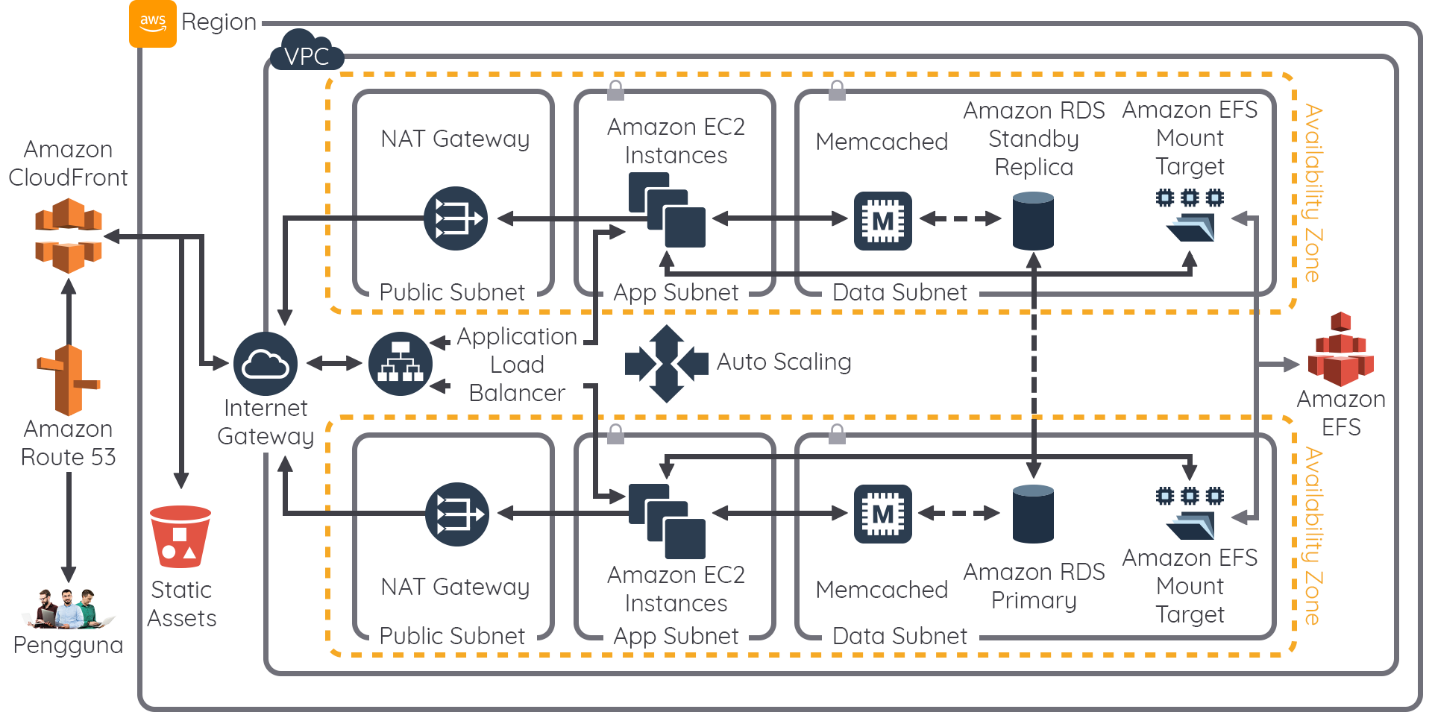 aws
Region
VPC
NAT Gateway
Public Subnet
Amazon EC2
Instances
App Subnet
Memcached
M
Amazon RDS
Standby
Replica
Amazon EFS
Mount
Target
Data Subnet
Availability Zone
Amazon
CloudFront
Amazon
Route 53
Pengguna
Static
Assets
Internet
Gateway
Application
Load
Balancer
Auto Scaling
Amazon
EFS
NAT Gateway
Public Subnet
Amazon EC2
Instances
App Subnet
M
Memcached
Amazon RDS
Primary
Amazon EFS
Mount
Target
Data Subnet
Availability Zone